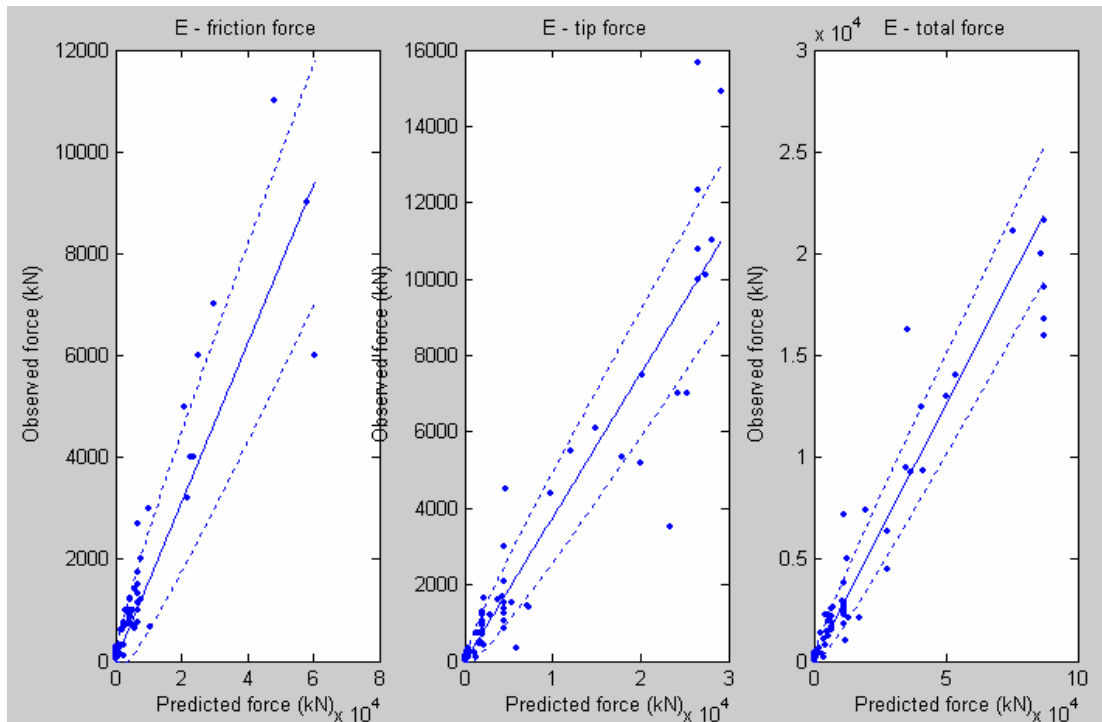 E - friction force
12000
10000
8000
6000
4000
2000
0
0 2 4 6 8
Observed force (kN)
Predicted force (kN)
x 10^4
E - tip force
16000
14000
12000
10000
8000
6000
4000
2000
0
0 1 2 3
Observed force (kN)
Predicted force (kN)
x 10^4
E - total force
x 10^4
3
2.5
2
1.5
1
0.5
0
0 5 10
Observed force (kN)
Predicted force (kN)
x 10^4